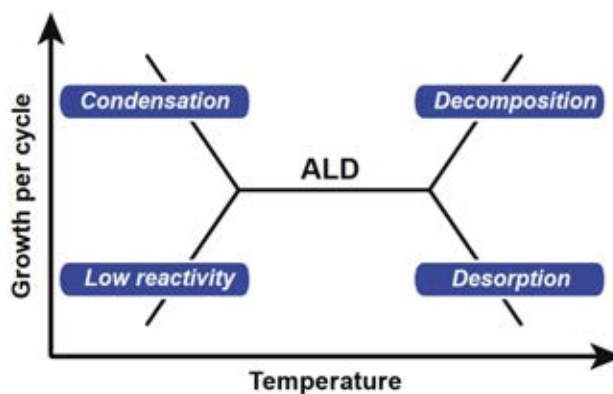 Growth per cycle
Condensation
Decomposition
ALD
Low reactivity
Desorption
Temperature